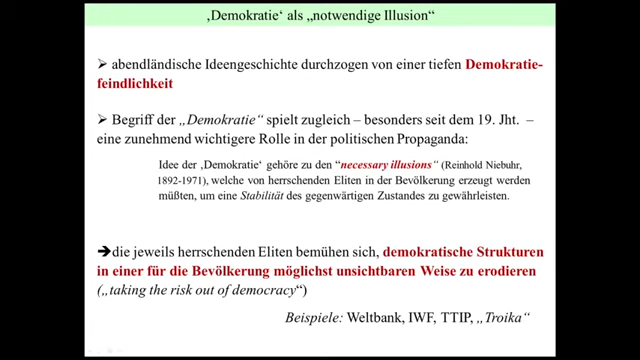 ‚Demokratie‘ als „notwendige Illusion“
➢ abendländische Ideengeschichte durchzogen von einer tiefen Demokratie-
feindlichkeit
➢ Begriff der „Demokratie“ spielt zugleich – besonders seit dem 19. Jht. –
eine zunehmend wichtigere Rolle in der politischen Propaganda:
Idee der ‚Demokratie‘ gehöre zu den “necessary illusions” (Reinhold Niebuhr,
1892-1971), welche von herrschenden Eliten in der Bevölkerung erzeugt werden
müßten, um eine Stabilität des gegenwärtigen Zustandes zu gewährleisten.
➔die jeweils herrschenden Eliten bemühen sich, demokratische Strukturen
in einer für die Bevölkerung möglichst unsichtbaren Weise zu erodieren
(„taking the risk out of democracy“)
Beispiele: Weltbank, IWF, TTIP, „Troika“